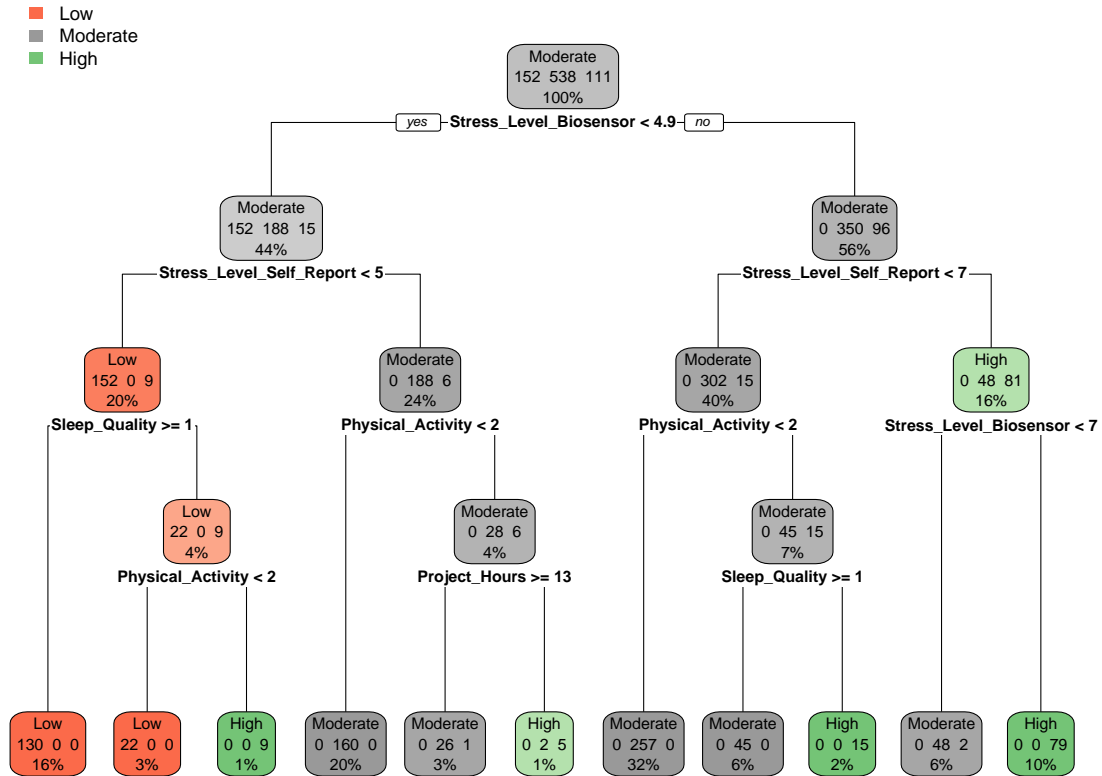 Low
Moderate
High
Moderate
152 538 111
100%
yes Stress_Level_Biosensor < 4.9 no
Moderate
152 188 15
44%
Moderate
0 350 96
56%
Stress_Level_Self_Report < 5
Stress_Level_Self_Report < 7
Low
152 0 9
20%
Moderate
0 188 6
24%
Moderate
0 302 15
40%
High
0 48 81
16%
Sleep_Quality >= 1
Physical_Activity < 2
Physical_Activity < 2
Stress_Level_Biosensor < 7
Low
22 0 9
4%
Moderate
0 28 6
4%
Moderate
0 45 15
7%
Physical_Activity < 2
Project_Hours >= 13
Sleep_Quality >= 1
Low
130 0 0
16%
Low
22 0 0
3%
High
0 0 9
1%
Moderate
0 160 0
20%
Moderate
0 26 1
3%
High
0 2 5
1%
Moderate
0 257 0
32%
Moderate
0 45 0
6%
High
0 0 15
2%
Moderate
0 48 2
6%
High
0 0 79
10%